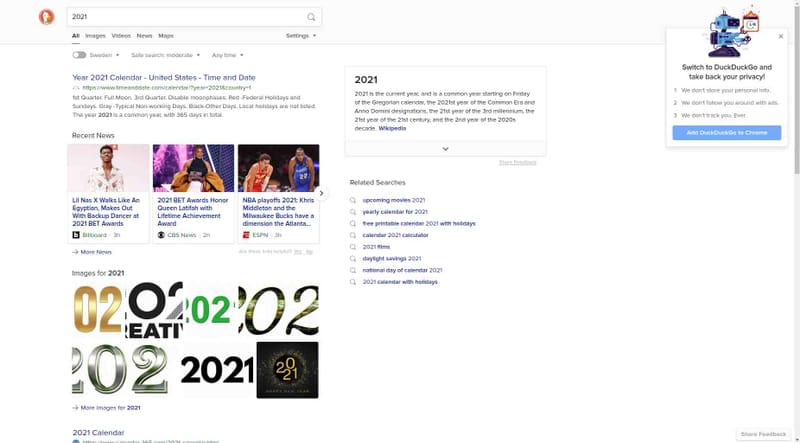 2021
All Images Videos News Maps Settings
Sweden Safe search: moderate Any time
Year 2021 Calendar - United States - Time and Date
https://www.timeanddate.com/calendar/?year=2021&country=1
1st Quarter. Full Moon. 3rd Quarter. Disable moonphases. Red -Federal Holidays and
Sundays. Gray -Typical Non-working Days. Black-Other Days. Local holidays are not listed.
The year 2021 is a common year, with 365 days in total.
Recent News
Lil Nas X Walks Like An
Egyptian, Makes Out
With Backup Dancer at
2021 BET Awards
Billboard 3h
2021 BET Awards Honor
Queen Latifah with
Lifetime Achievement
Award
CBS News 2h
NBA playoffs 2021: Khris
Middleton and the
Milwaukee Bucks have a
dimension the Atlanta...
ESPN 3h
More News
Are these links helpful? Yes No
Images for 2021
02
202
REATIV
202
202
202
2021
2021
HAPPY NEW YEAR
More Images for 2021
2021 Calendar
2021
2021 is the current year, and is a common year starting on Friday
of the Gregorian calendar, the 2021st year of the Common Era and
Anno Domini designations, the 21st year of the 3rd millennium, the
21st year of the 21st century, and the 2nd year of the 2020s
decade. Wikipedia
Share Feedback
Related Searches
upcoming movies 2021
yearly calendar for 2021
free printable calendar 2021 with holidays
calendar 2021 calculator
2021 films
daylight savings 2021
national day of calendar 2021
2021 calendar with holidays
Switch to DuckDuckGo and
take back your privacy!
1 We don't store your personal info.
2 We don't follow you around with ads.
3 We don't track you. Ever.
Add DuckDuckGo to Chrome
Share Feedback